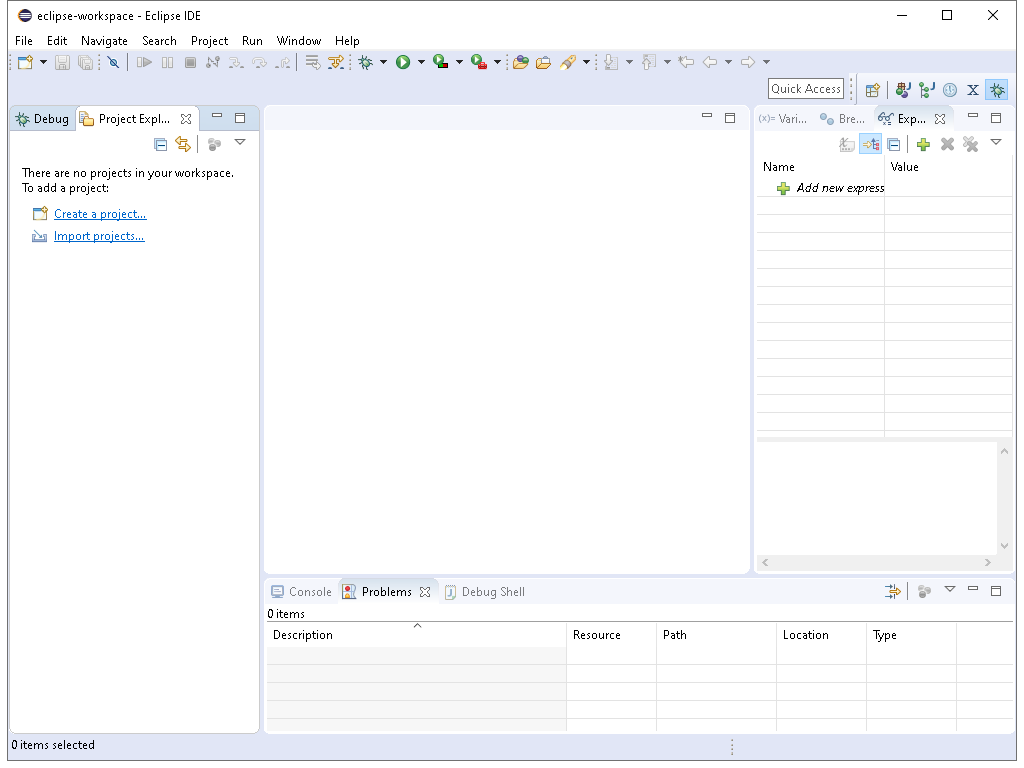 eclipse-workspace - Eclipse IDE
File Edit Navigate Search Project Run Window Help
Quick Access
Debug Project Expl...
(x)= Vari... Bre... Exp...
There are no projects in your workspace.
To add a project:
Create a project...
Import projects...
Name Value
Add new express
Console Problems Debug Shell
0 items
Description Resource Path Location Type
0 items selected